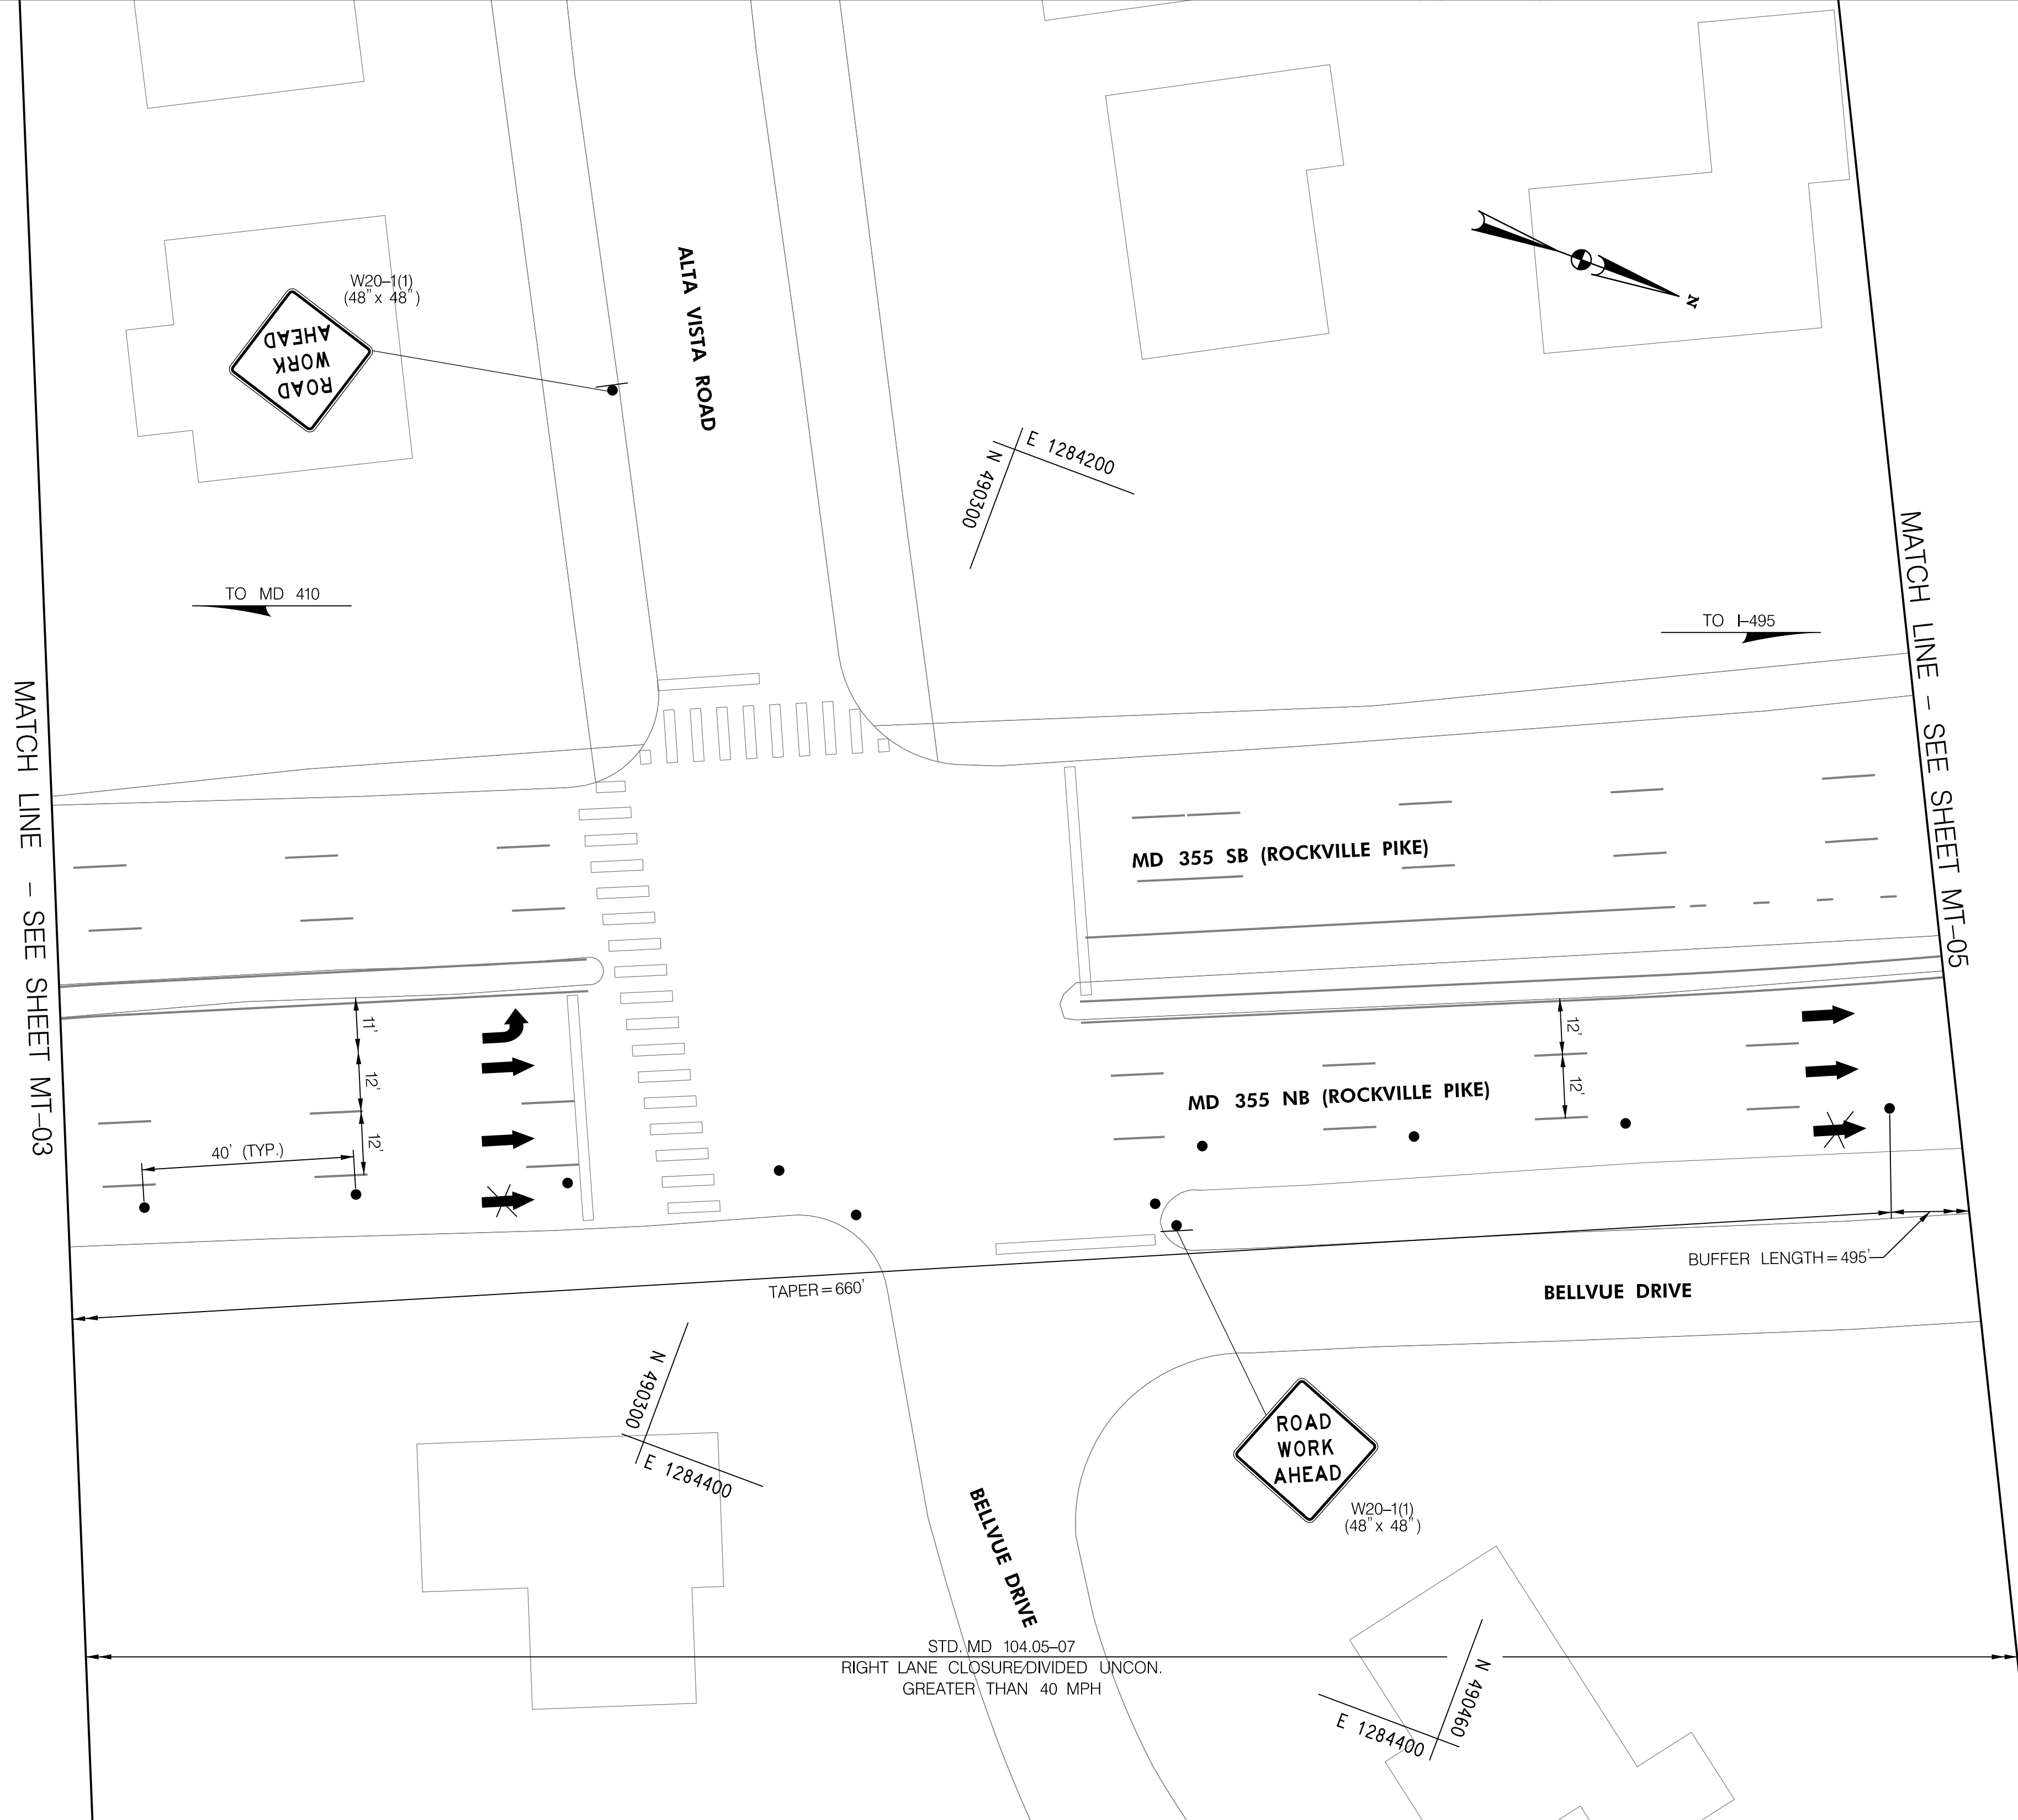 W20-1(1)
(48" x 48")
ROAD
WORK
AHEAD
ALTA VISTA ROAD
N
E 1284200
N 490300
TO MD 410
TO I-495
MATCH LINE - SEE SHEET MT-03
MATCH LINE - SEE SHEET MT-05
MD 355 SB (ROCKVILLE PIKE)
11'
12'
12'
40' (TYP.)
12'
12'
MD 355 NB (ROCKVILLE PIKE)
TAPER = 660'
BUFFER LENGTH = 495'
BELLVUE DRIVE
N 490300
E 1284400
ROAD
WORK
AHEAD
W20-1(1)
(48" x 48")
BELLVUE DRIVE
STD. MD 104.05-07
RIGHT LANE CLOSURE/DIVIDED UNCON.
GREATER THAN 40 MPH
N 490460
E 1284400